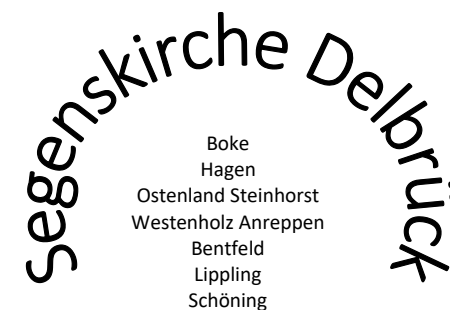 Segenskirche Delbrück
Boke
Hagen
Ostenland Steinhorst
Westenholz Anreppen
Bentfeld
Lippling
Schöning